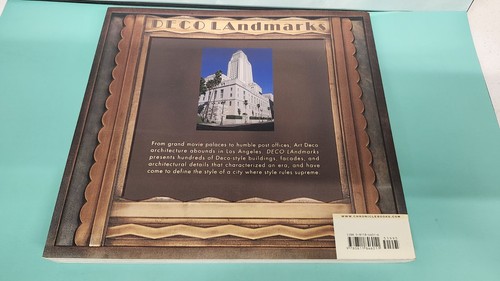 DECO LAndmarks
From grand movie palaces to humble post offices, Art Deco
architecture abounds in Los Angeles. DECO LAndmarks
presents hundreds of Deco-style buildings, facades, and
architectural details that characterized an era, and have
come to define the style of a city where style rules supreme.
WWW.CHRONICLEBOOKS.COM